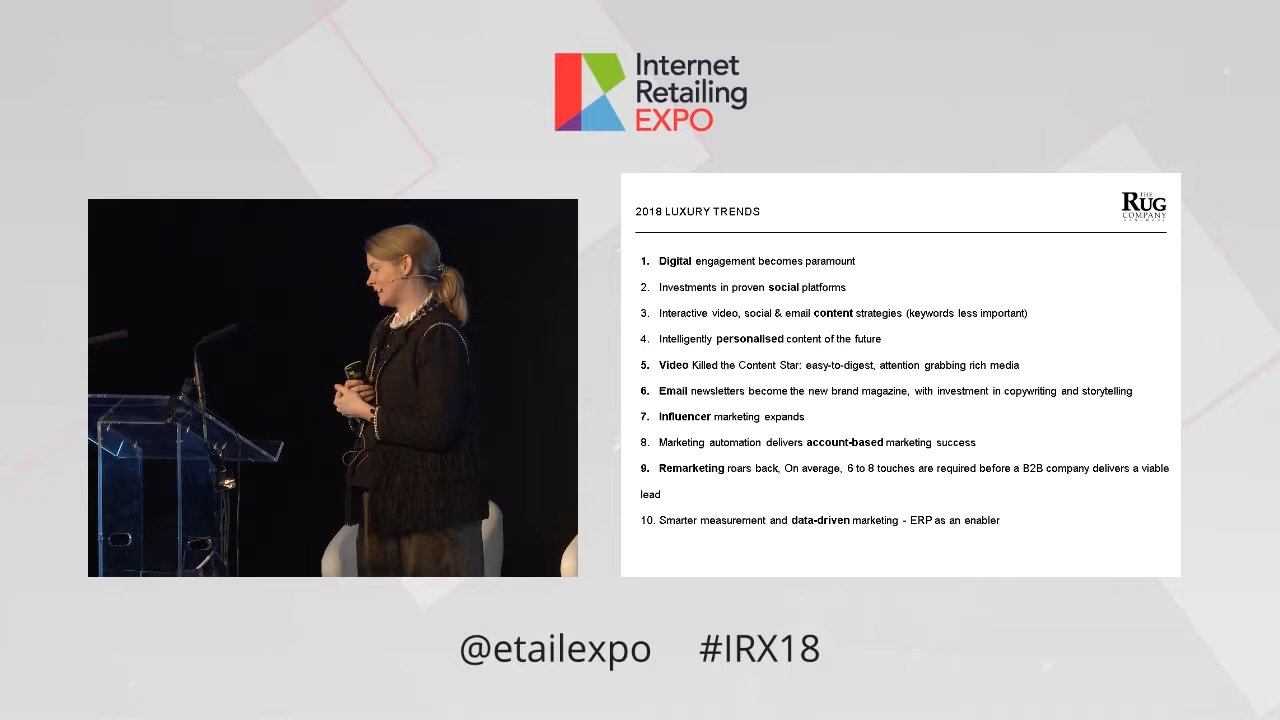 Internet
Retailing
EXPO
2018 LUXURY TRENDS
THE
RUG
COMPANY
HANDMADE
1. Digital engagement becomes paramount
2. Investments in proven social platforms
3. Interactive video, social & email content strategies (keywords less important)
4. Intelligently personalised content of the future
5. Video Killed the Content Star: easy-to-digest, attention grabbing rich media
6. Email newsletters become the new brand magazine, with investment in copywriting and storytelling
7. Influencer marketing expands
8. Marketing automation delivers account-based marketing success
9. Remarketing roars back, On average, 6 to 8 touches are required before a B2B company delivers a viable
lead
10. Smarter measurement and data-driven marketing - ERP as an enabler
@etailexpo #IRX18